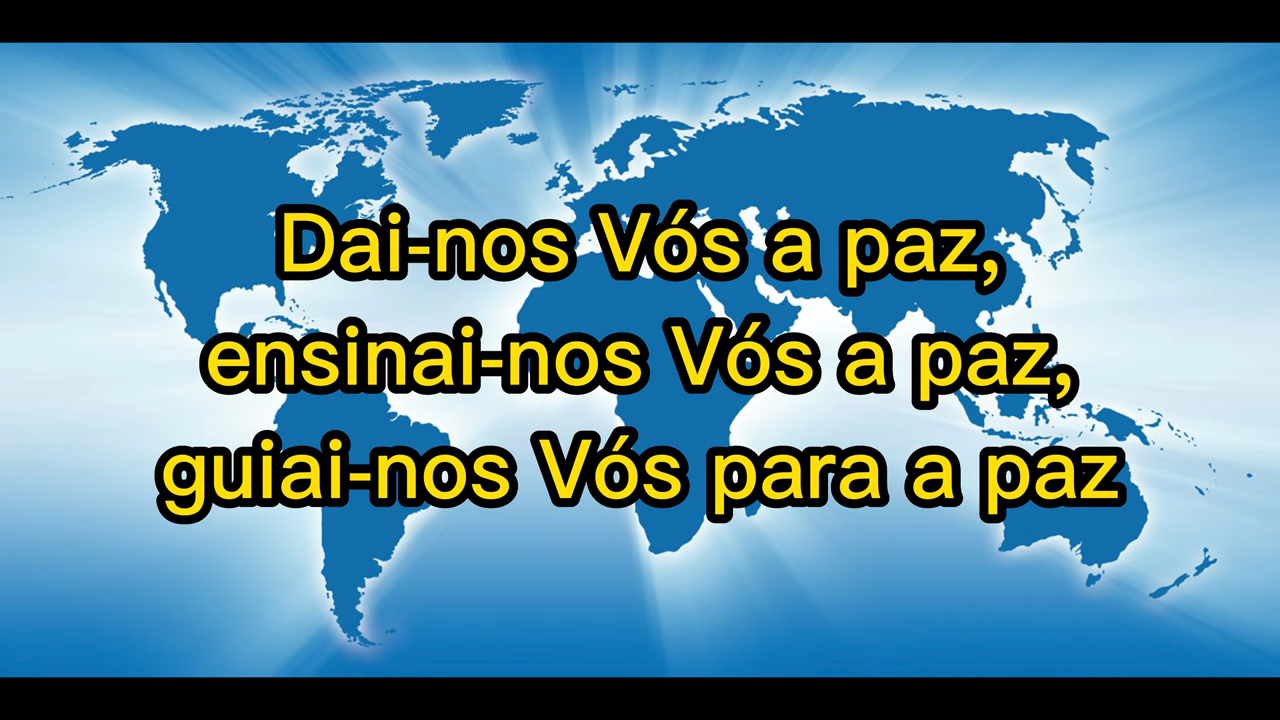 Dai-nos Vós a paz,
ensinai-nos Vós a paz,
guiai-nos Vós para a paz